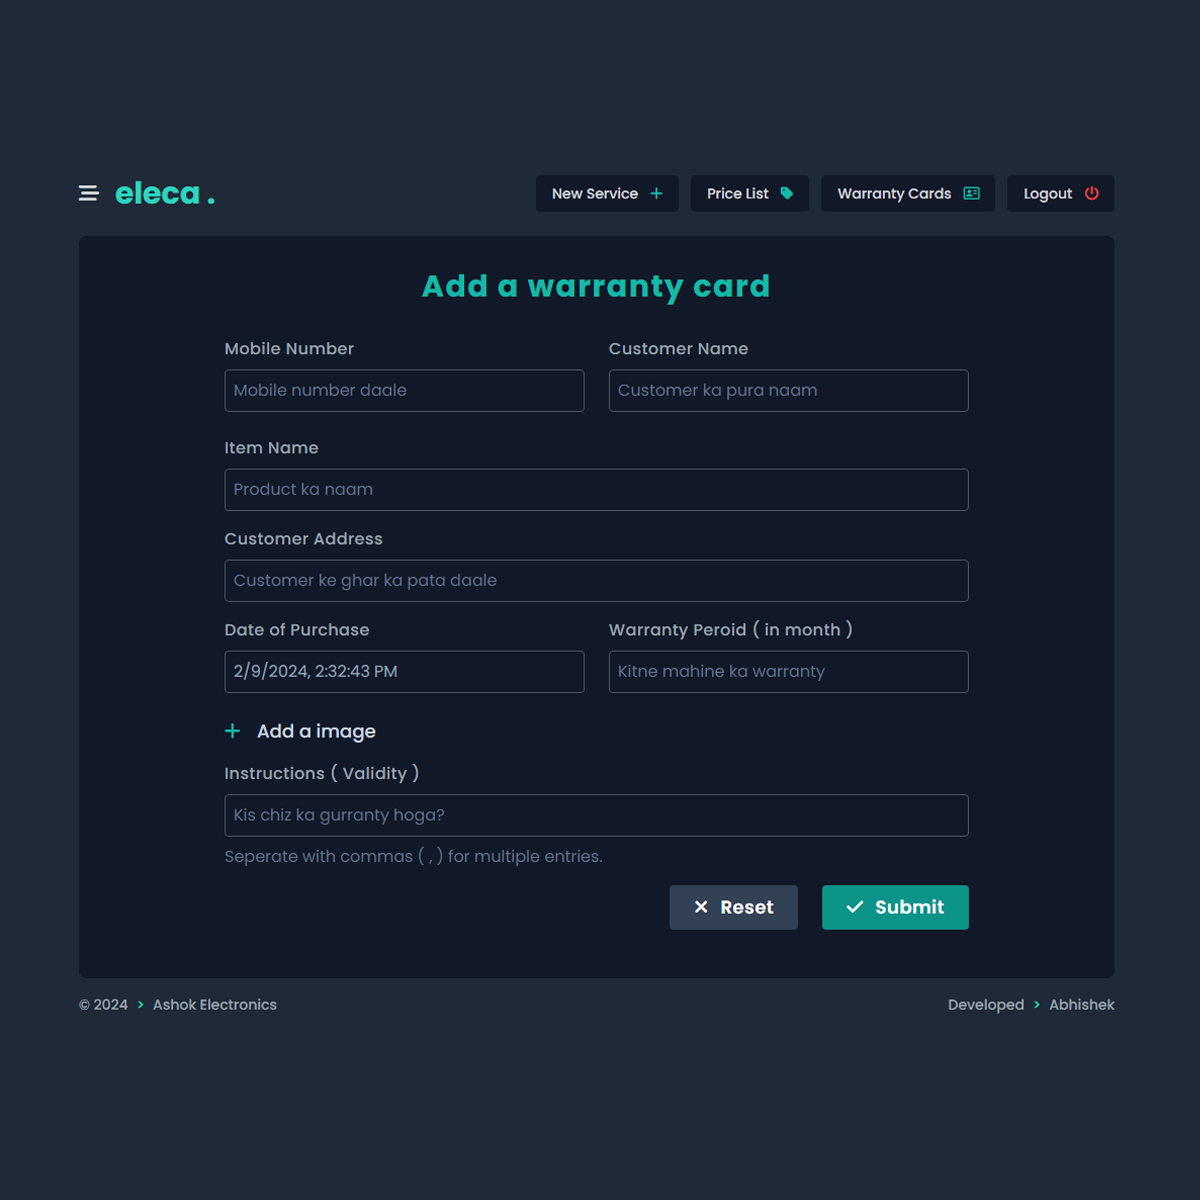 eleca .
New Service
Price List
Warranty Cards
Logout
Add a warranty card
Mobile Number
Customer Name
Mobile number daale
Customer ka pura naam
Item Name
Product ka naam
Customer Address
Customer ke ghar ka pata daale
Date of Purchase
Warranty Peroid ( in month )
2/9/2024, 2:32:43 PM
Kitne mahine ka warranty
Add a image
Instructions ( Validity )
Kis chiz ka gurranty hoga?
Seperate with commas ( , ) for multiple entries.
Reset
Submit
© 2024 > Ashok Electronics
Developed > Abhishek